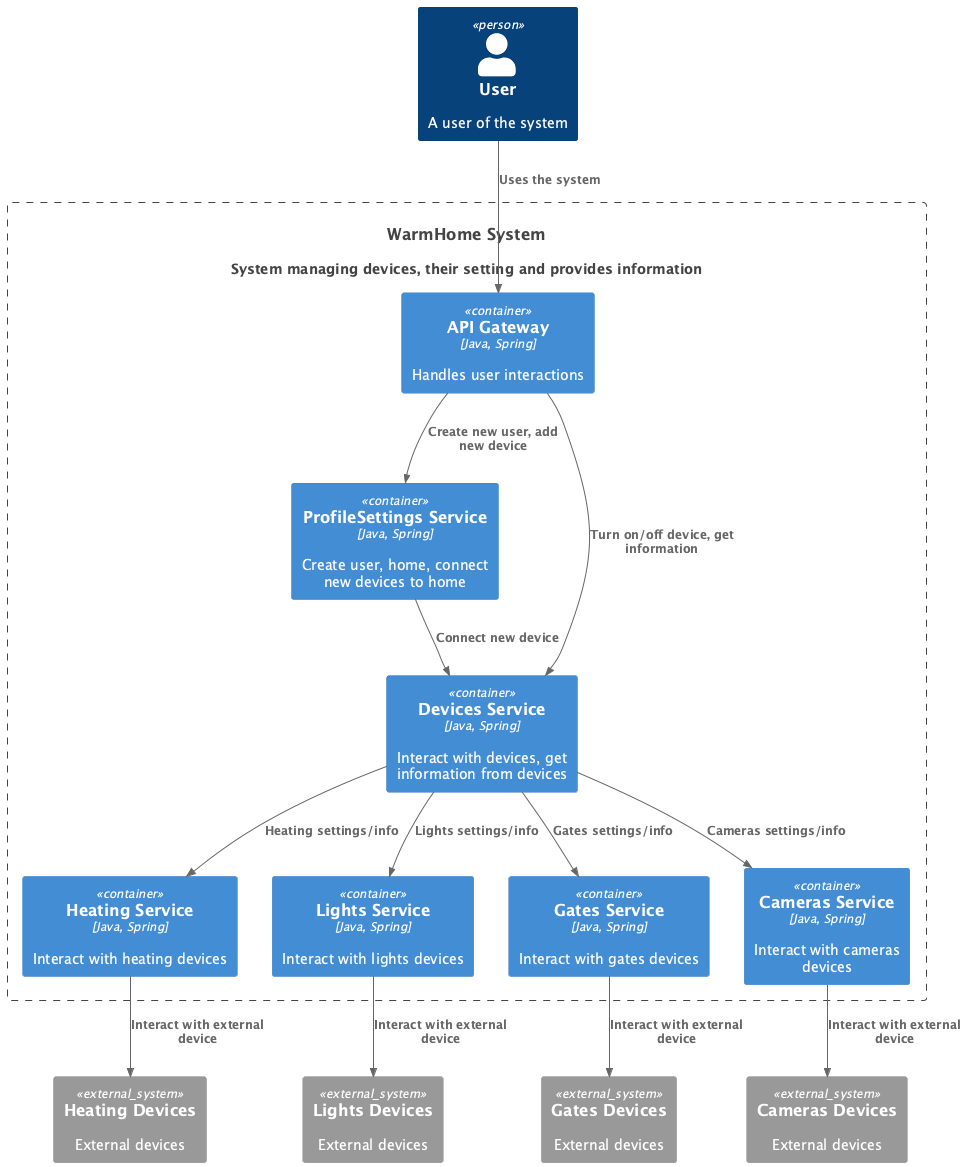 «person»
User
A user of the system
Uses the system
WarmHome System
System managing devices, their setting and provides information
«container»
API Gateway
[Java, Spring]
Handles user interactions
Create new user, add
new device
«container»
ProfileSettings Service
[Java, Spring]
Create user, home, connect
new devices to home
Turn on/off device, get
information
Connect new device
«container»
Devices Service
[Java, Spring]
Interact with devices, get
information from devices
Heating settings/info
Lights settings/info
Gates settings/info
Cameras settings/info
«container»
Heating Service
[Java, Spring]
Interact with heating devices
«container»
Lights Service
[Java, Spring]
Interact with lights devices
«container»
Gates Service
[Java, Spring]
Interact with gates devices
«container»
Cameras Service
[Java, Spring]
Interact with cameras
devices
Interact with external
device
Interact with external
device
Interact with external
device
Interact with external
device
«external_system»
Heating Devices
External devices
«external_system»
Lights Devices
External devices
«external_system»
Gates Devices
External devices
«external_system»
Cameras Devices
External devices